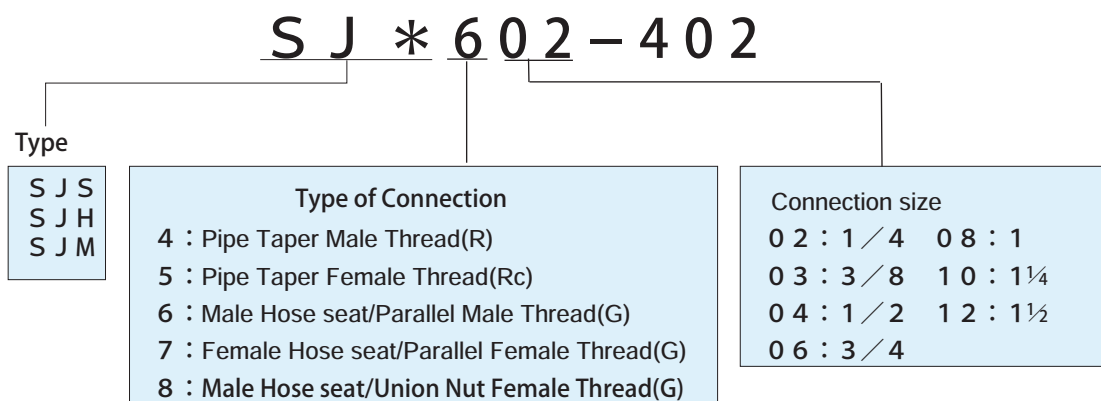 SJ*602-402
Type
SJS
SJH
SJM
Type of Connection
4：Pipe Taper Male Thread(R)
5：Pipe Taper Female Thread(Rc)
6：Male Hose seat/Parallel Male Thread(G)
7：Female Hose seat/Parallel Female Thread(G)
8：Male Hose seat/Union Nut Female Thread(G)
Connection size
02：1／4 08：1
03：3／8 10：1¼
04：1／2 12：1½
06：3／4